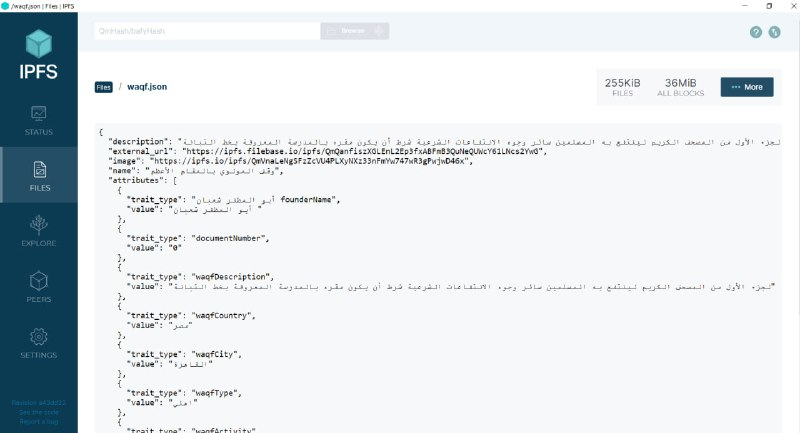 /waqf.json | Files | IPFS
QmHash/bafyHash
Browse
IPFS
STATUS
FILES
EXPLORE
PEERS
SETTINGS
See the code
Report a bug
Files / waqf.json
255KiB
FILES
36MiB
ALL BLOCKS
More
{
"description": "لجزء الأول من المصحف الكريم لينتفع به المسلمين سائر وجوه الانتفاعات الشرعية شرط أن يكون مقره بالمدرسة المعروفة بخط التبانة
"external_url": "https://ipfs.filebase.io/ipfs/
"image": "https://ipfs.io/ipfs/
"name": "وقف المولوي بالمقام الأعظم",
"attributes": [
{
"trait_type": "أبو المظفر شعبان founderName",
"value": "أبو المظفر شعبان "
},
{
"trait_type": "documentNumber",
"value": "0"
},
{
"trait_type": "waqfDescription",
"value": "لجزء الأول من المصحف الكريم لينتفع به المسلمين سائر وجوه الانتفاعات الشرعية شرط أن يكون مقره بالمدرسة المعروفة بخط التبانة"
},
{
"trait_type": "waqfCountry",
"value": "مصر"
},
{
"trait_type": "waqfCity",
"value": "القاهرة"
},
{
"trait_type": "waqfType",
"value": "اهلي"
},
{
"trait_type": "waqfActivity",